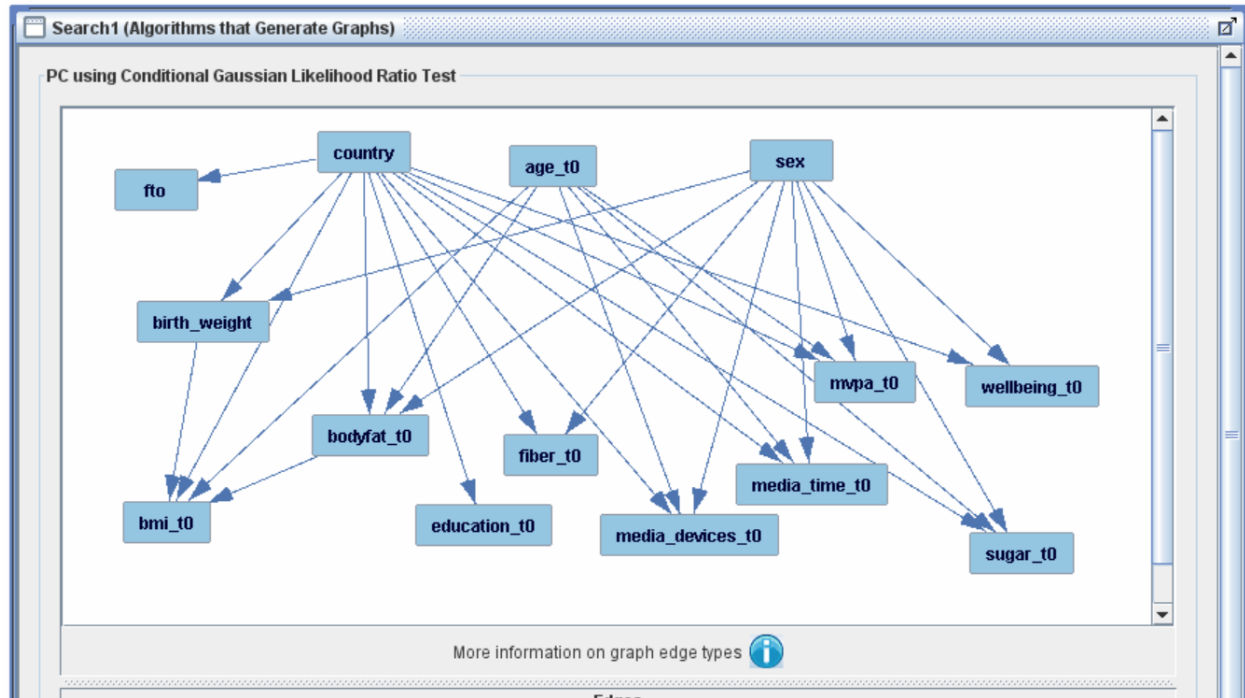 Search1 (Algorithms that Generate Graphs)
PC using Conditional Gaussian Likelihood Ratio Test
country
age_t0
sex
fto
birth_weight
mvpa_t0
wellbeing_t0
bodyfat_t0
fiber_t0
media_time_t0
bmi_t0
education_t0
media_devices_t0
sugar_t0
More information on graph edge types
Edges